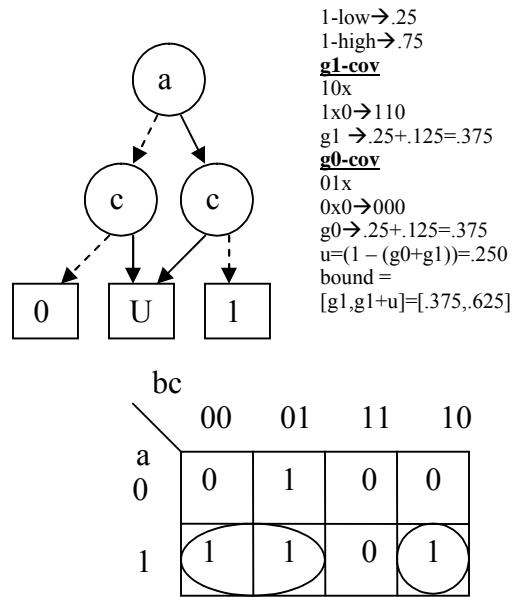 1-low→.25
1-high→.75
g1-cov
10x
1x0→110
g1 →.25+.125=.375
g0-cov
01x
0x0→000
g0→.25+.125=.375
u=(1 – (g0+g1))=.250
bound =
[g1,g1+u]=[.375,.625]
a
c c
0 U 1
bc
00 01 11 10
a
0 0 1 0 0
1 1 1 0 1